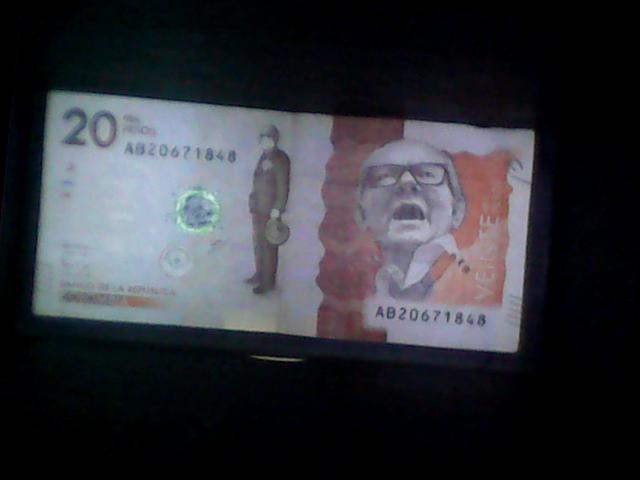 20 MIL
PESOS
AB20671848
BANCO DE LA REPÚBLICA
VEINTE
AB20671848